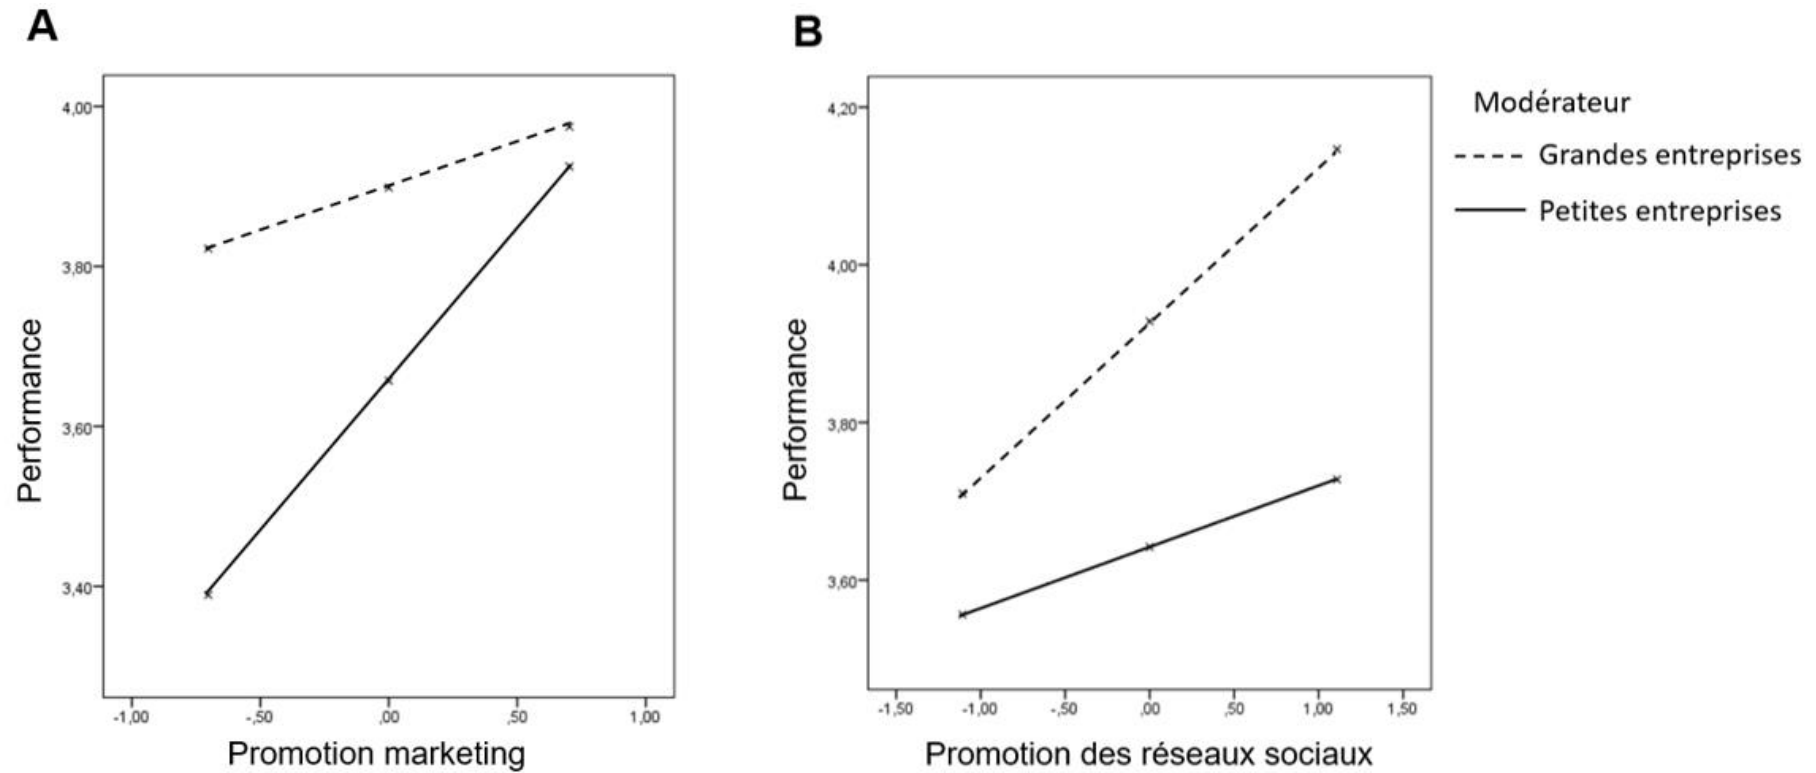 A
4,00
3,80
3,60
3,40
-1,00
-,50
,00
,50
1,00
Performance
Promotion marketing
B
4,20
4,00
3,80
3,60
-1,50
-1,00
-,50
,00
,50
1,00
1,50
Performance
Promotion des réseaux sociaux
Modérateur
Grandes entreprises
Petites entreprises